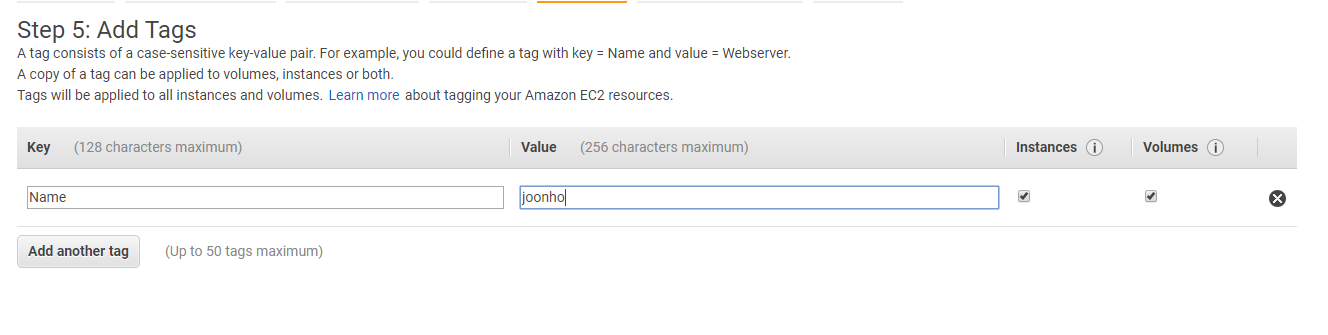 Step 5: Add Tags
A tag consists of a case-sensitive key-value pair. For example, you could define a tag with key = Name and value = Webserver.
A copy of a tag can be applied to volumes, instances or both.
Tags will be applied to all instances and volumes. Learn more about tagging your Amazon EC2 resources.
Key (128 characters maximum) Value (256 characters maximum) Instances i Volumes i
Name joonho
Add another tag (Up to 50 tags maximum)